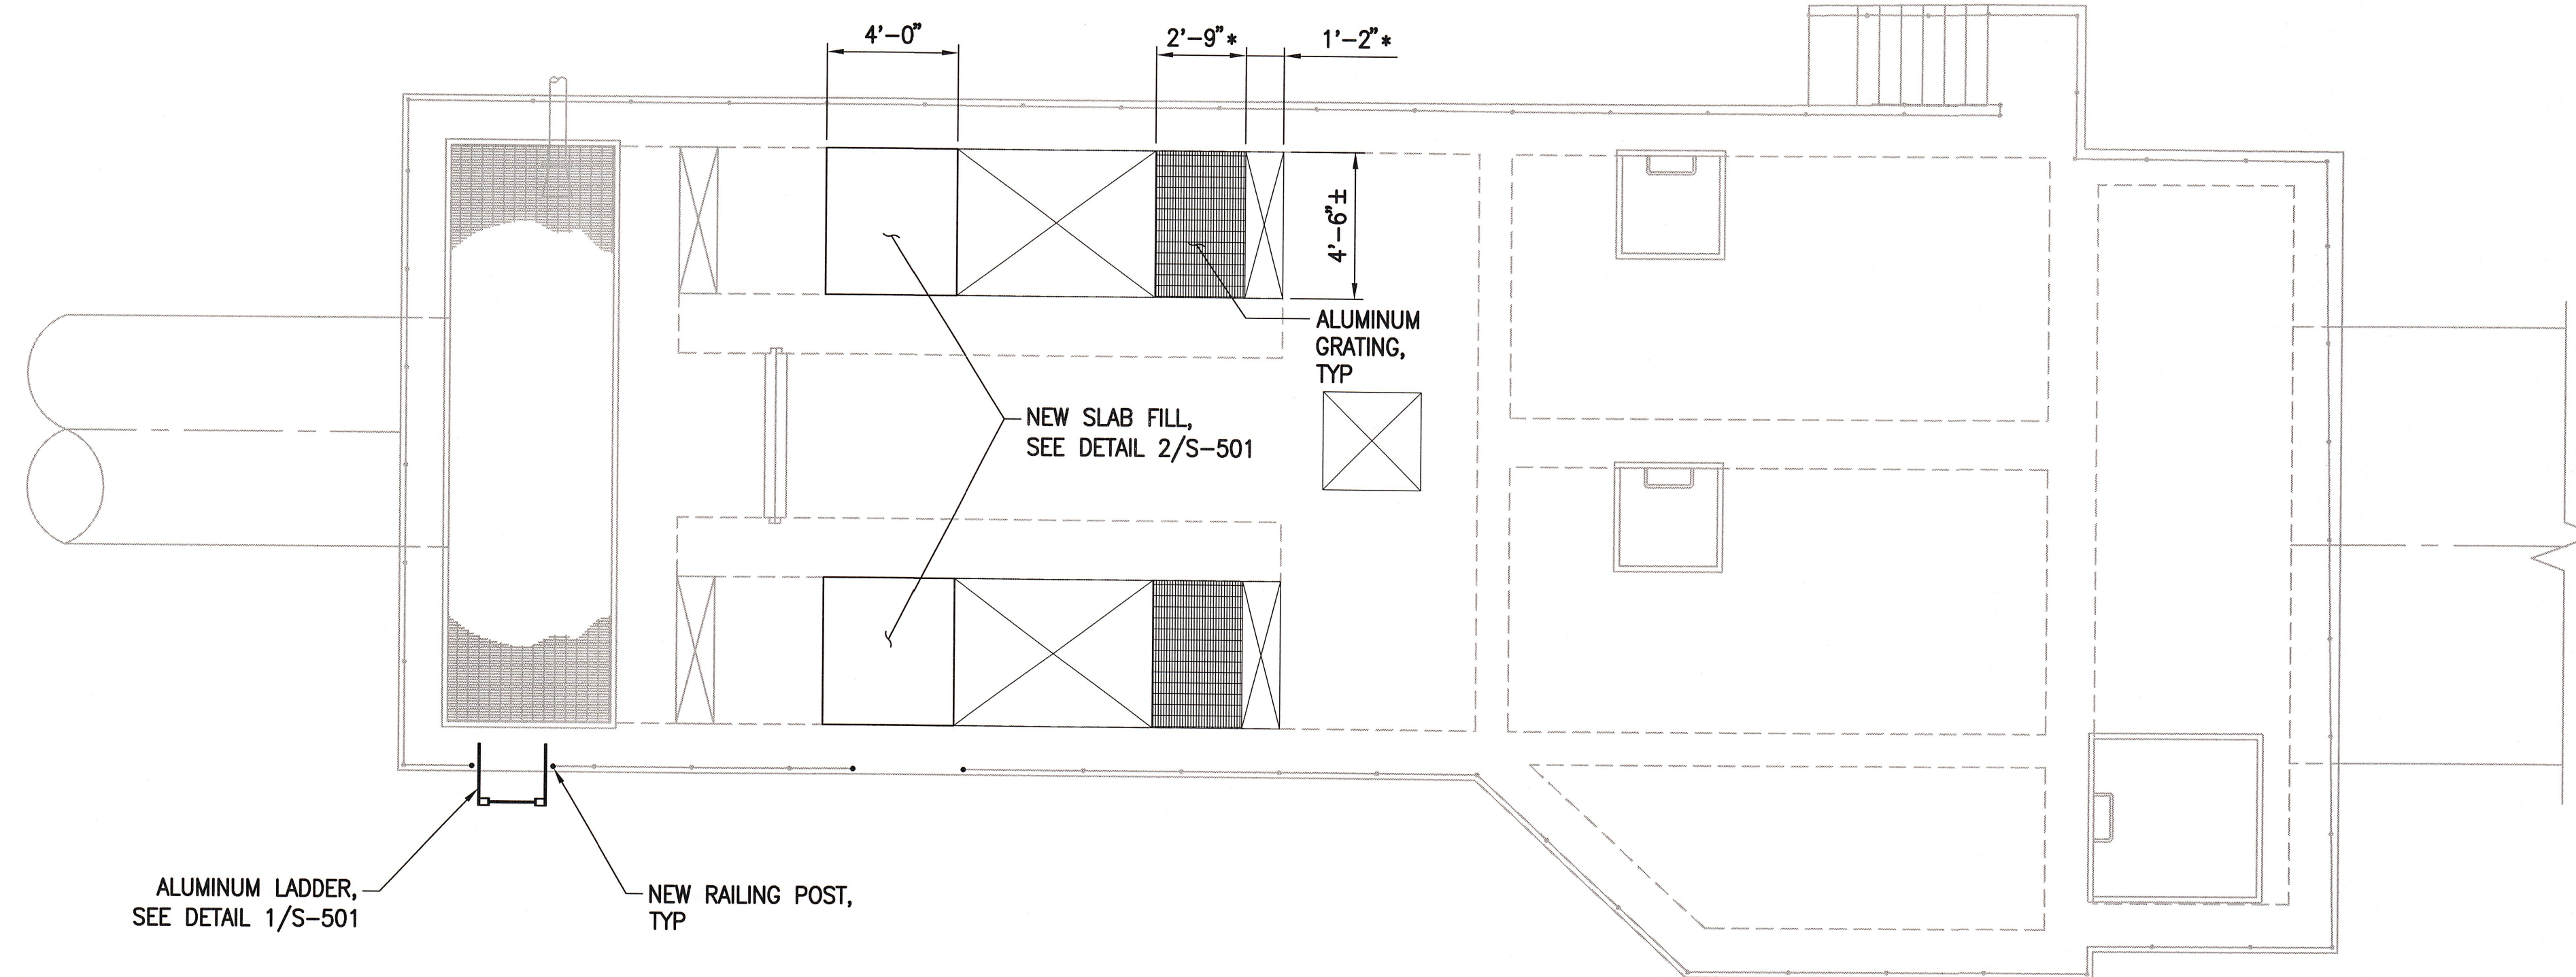 4'-0"
2'-9"*
1'-2"*
4'-6"±
ALUMINUM
GRATING,
TYP
NEW SLAB FILL,
SEE DETAIL 2/S-501
ALUMINUM LADDER,
SEE DETAIL 1/S-501
NEW RAILING POST,
TYP